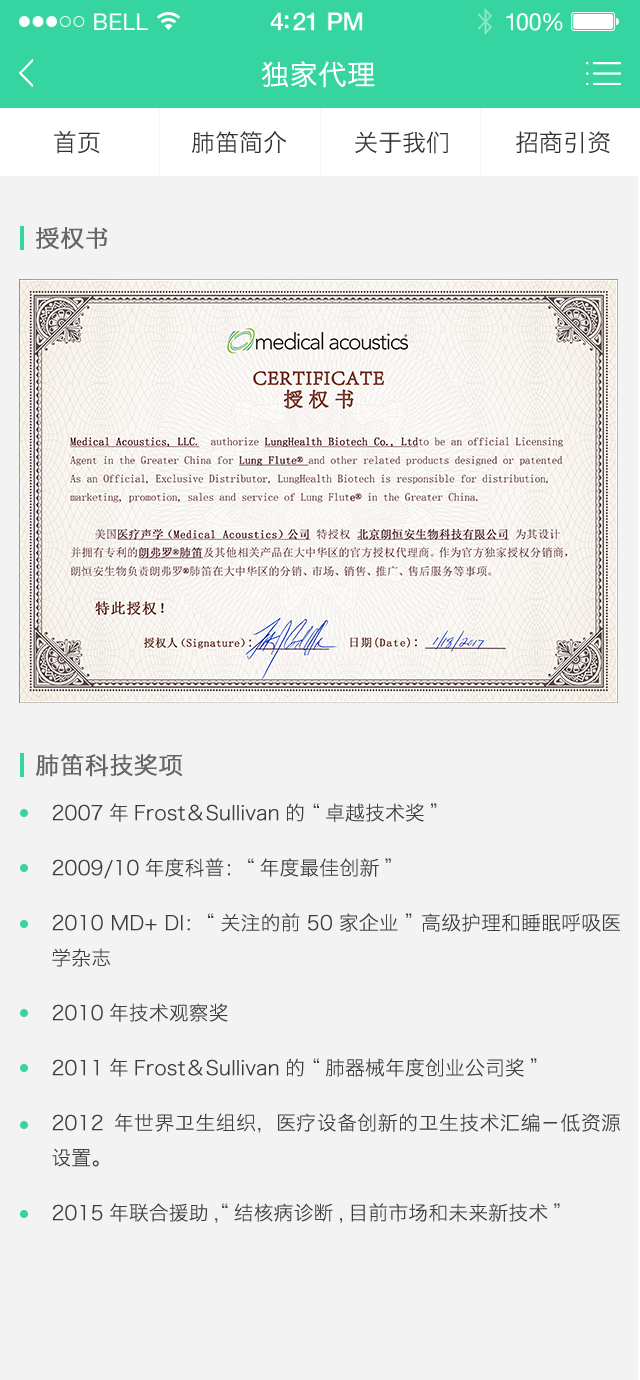 BELL 4:21 PM 100%
独家代理
首页 肺笛简介 关于我们 招商引资
授权书
medical acoustics
CERTIFICATE
授权书
Medical Acoustics, LLC. authorize LungHealth Biotech Co., Ltdto be an official Licensing
Agent in the Greater China for Lung Flute® and other related products designed or patented
As an Official, Exclusive Distributor, LungHealth Biotech is responsible for distribution,
marketing, promotion, sales and service of Lung Flute® in the Greater China.
美国医疗声学(Medical Acoustics)公司 特授权 北京朗恒安生物科技有限公司 为其设计
并拥有专利的朗弗罗®肺笛及其他相关产品在大中华区的官方授权代理商。作为官方独家授权分销商,
朗恒安生物负责朗弗罗®肺笛在大中华区的分销、市场、销售、推广、售后服务等事项。
特此授权!
授权人(Signature): 日期(Date): 1/18/2017
肺笛科技奖项
2007 年 Frost&Sullivan 的 “ 卓越技术奖 ”
2009/10 年度科普: “ 年度最佳创新 ”
2010 MD+ DI: “ 关注的前 50 家企业 ” 高级护理和睡眠呼吸医
学杂志
2010 年技术观察奖
2011 年 Frost&Sullivan 的 “ 肺器械年度创业公司奖 ”
2012 年世界卫生组织, 医疗设备创新的卫生技术汇编－低资源
设置。
2015 年联合援助 ,“ 结核病诊断 , 目前市场和未来新技术 ”